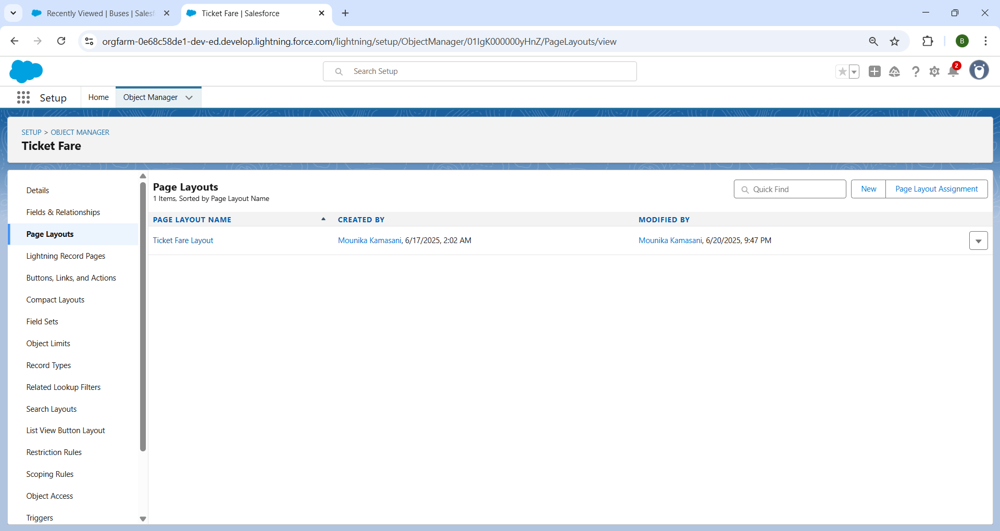 Recently Viewed | Buses | Salesf
Ticket Fare | Salesforce
orgfarm-0e68c58de1-dev-ed.develop.lightning.force.com/lightning/setup/ObjectManager/01IgK000000yHnZ/PageLayouts/view
B
Search Setup
2
Setup
Home
Object Manager
SETUP > OBJECT MANAGER
Ticket Fare
Details
Fields & Relationships
Page Layouts
Lightning Record Pages
Buttons, Links, and Actions
Compact Layouts
Field Sets
Object Limits
Record Types
Related Lookup Filters
Search Layouts
List View Button Layout
Restriction Rules
Scoping Rules
Object Access
Triggers
Page Layouts
1 Items, Sorted by Page Layout Name
Quick Find
New
Page Layout Assignment
PAGE LAYOUT NAME CREATED BY MODIFIED BY
Ticket Fare Layout Mounika Kamasani, 6/17/2025, 2:02 AM Mounika Kamasani, 6/20/2025, 9:47 PM